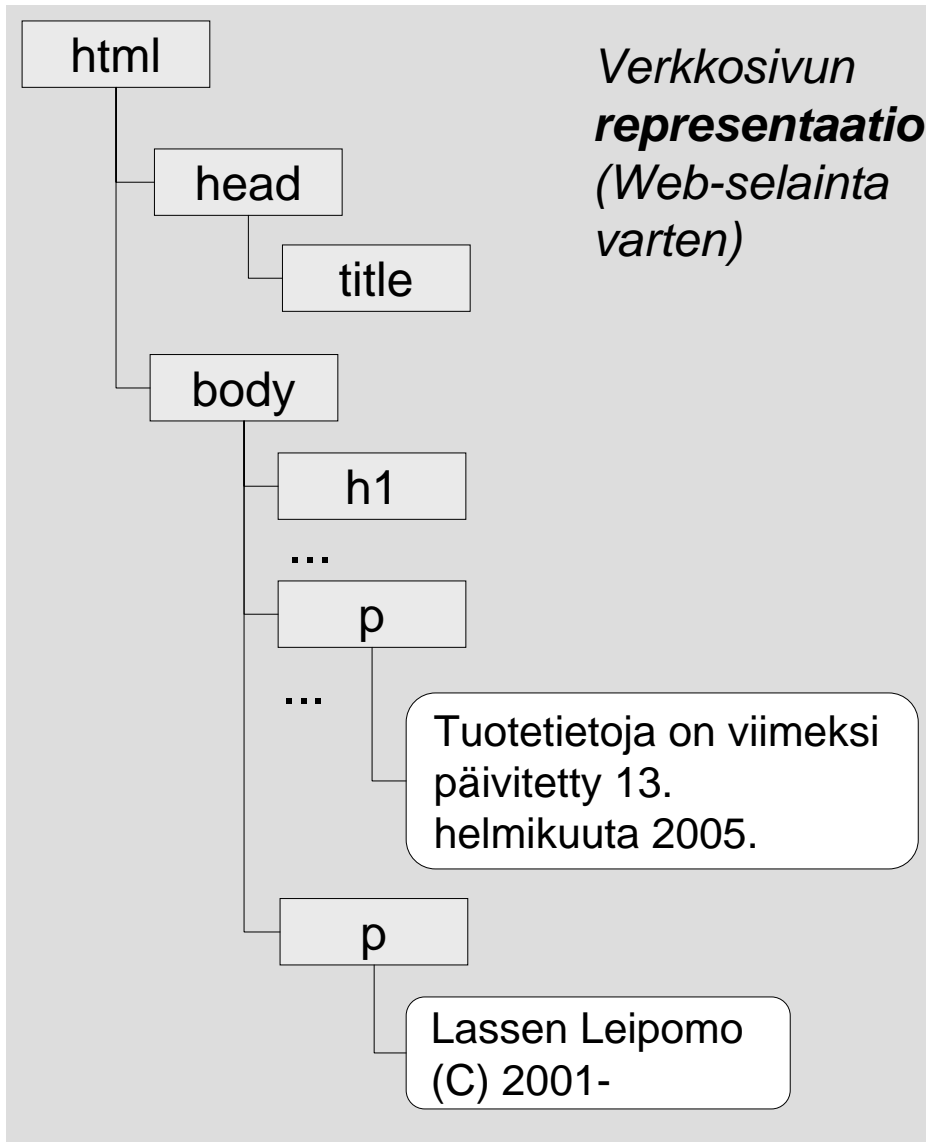 html
Verkkosivun
representaatio
(Web-selainta
varten)
head
title
body
h1
...
p
...
Tuotetietoja on viimeksi
päivitetty 13.
helmikuuta 2005.
p
Lassen Leipomo
(C) 2001-